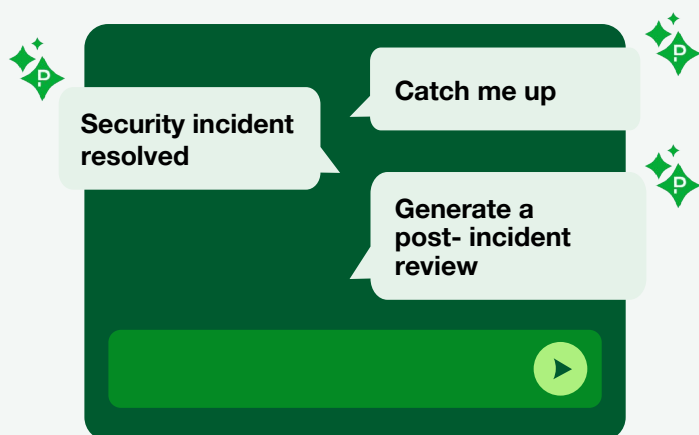 Catch me up
Security incident
resolved
Generate a
post- incident
review
P
P
P